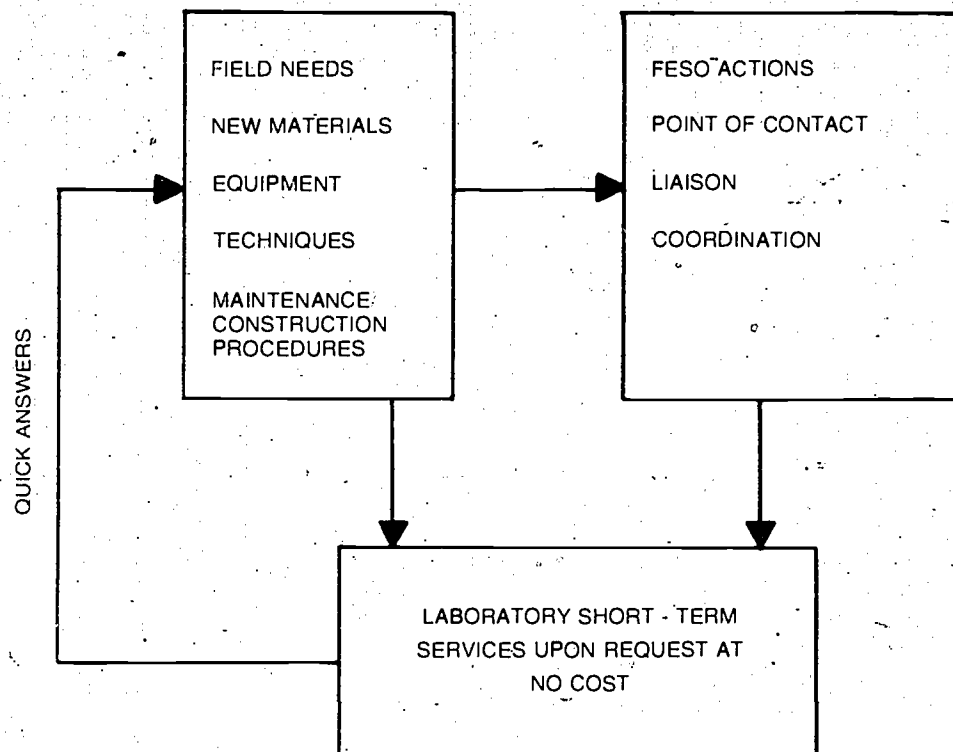 FIELD NEEDS
NEW MATERIALS
EQUIPMENT
TECHNIQUES
MAINTENANCE
CONSTRUCTION
PROCEDURES
FESO ACTIONS
POINT OF CONTACT
LIAISON
COORDINATION
QUICK ANSWERS
LABORATORY SHORT - TERM
SERVICES UPON REQUEST AT
NO COST